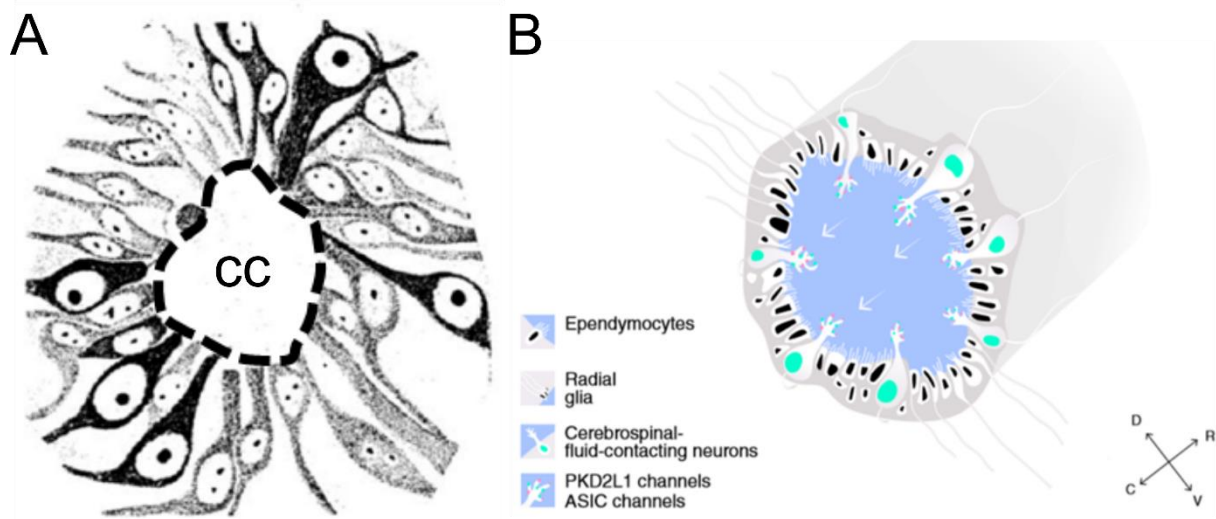 A
B
CC
Ependymocytes
Radial
glia
Cerebrospinal-
fluid-contacting neurons
PKD2L1 channels
ASIC channels
D
R
C
V